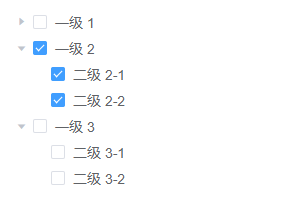 一级 1
一级 2
二级 2-1
二级 2-2
一级 3
二级 3-1
二级 3-2